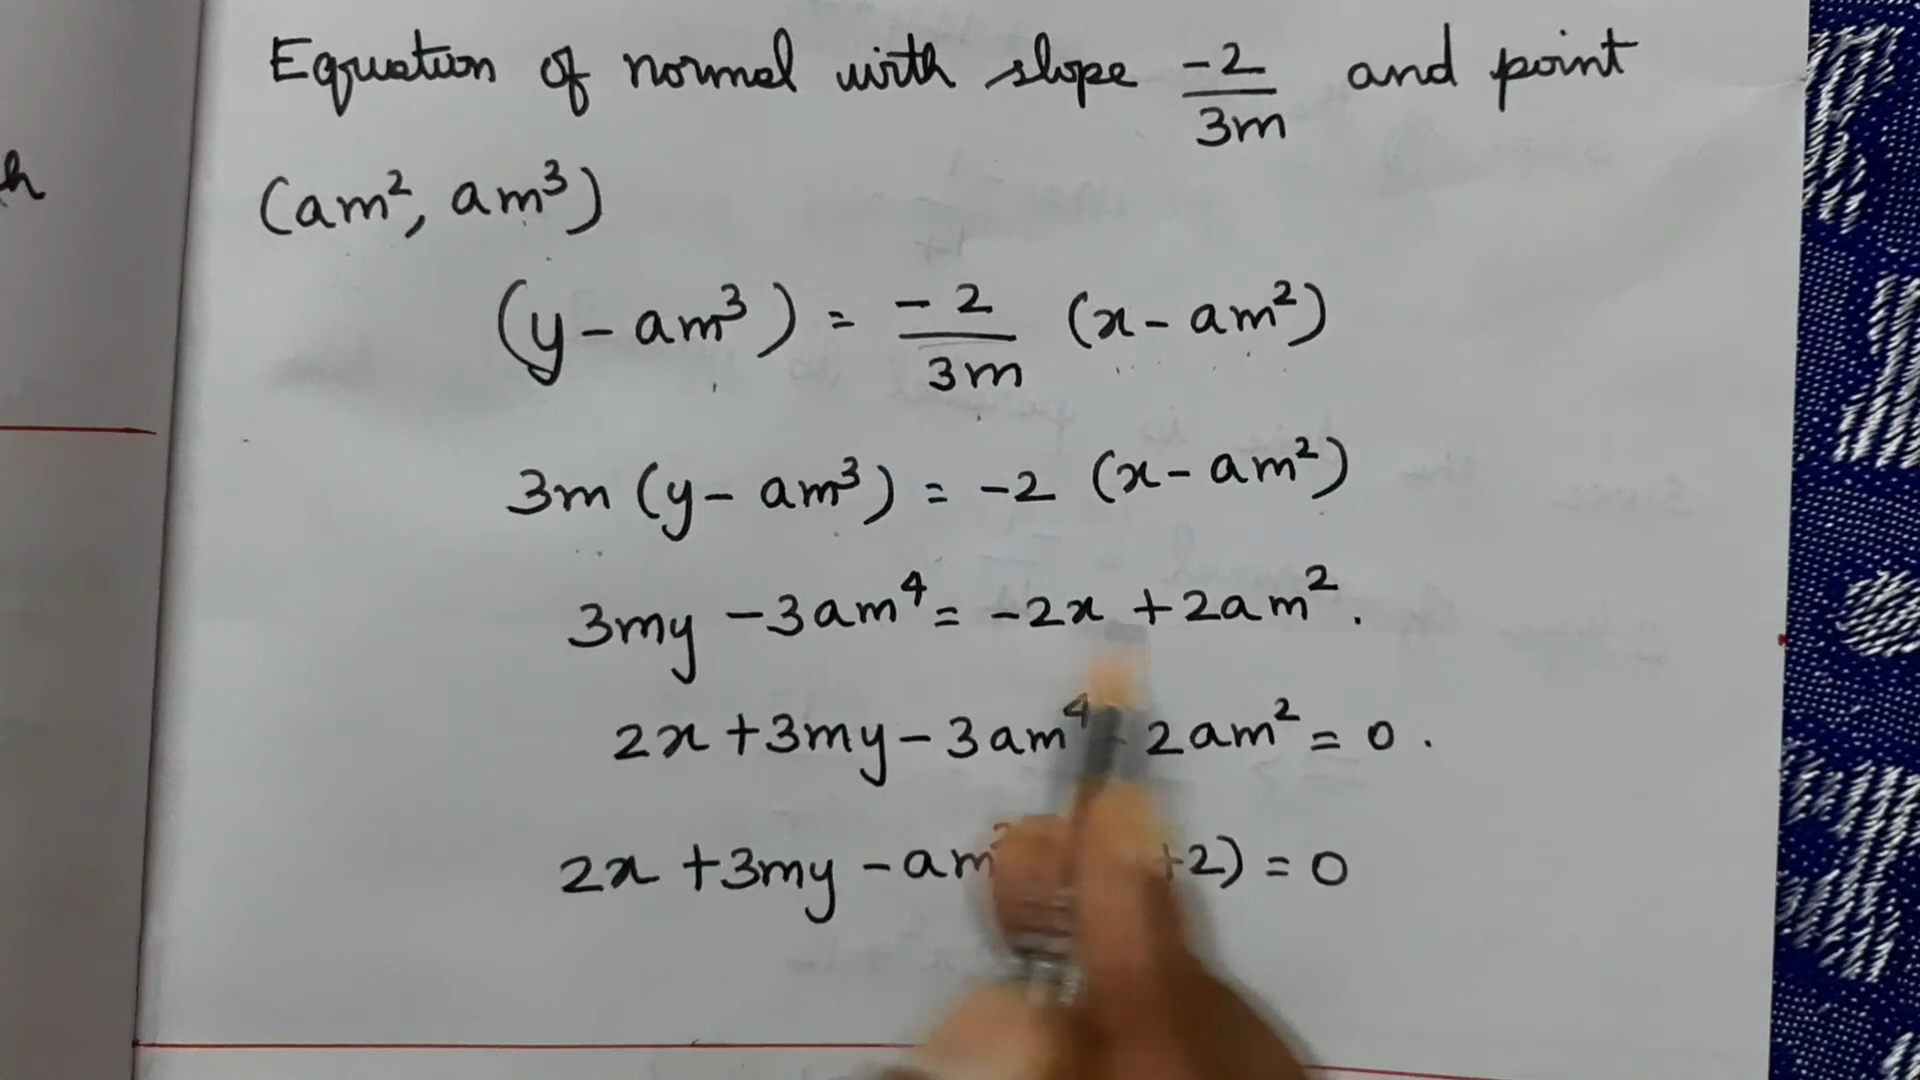 Equation of normal with slope -2/3m and point
(am², am³)
(y - am³) = -2/3m (x - am²)
3m (y - am³) = -2 (x - am²)
3my - 3am⁴ = -2x + 2am².
2x + 3my - 3am⁴ - 2am² = 0.
2x + 3my - am² +2) = 0